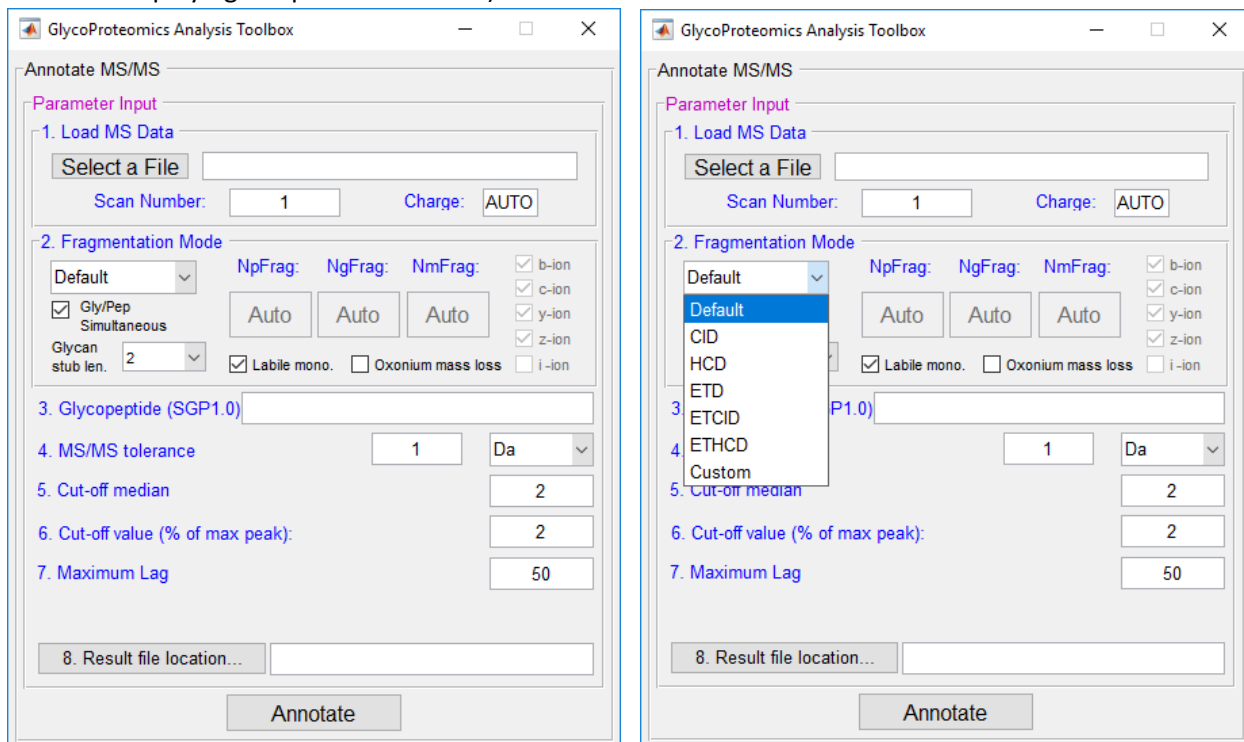 GlycoProteomics Analysis Toolbox
Annotate MS/MS
Parameter Input
1. Load MS Data
Select a File
Scan Number: 1 Charge: AUTO
2. Fragmentation Mode
Default NpFrag: NgFrag: NmFrag: b-ion
c-ion
Gly/Pep Simultaneous Auto Auto Auto y-ion
z-ion
Glycan stub len. 2 Labile mono. Oxonium mass loss i -ion
3. Glycopeptide (SGP1.0)
4. MS/MS tolerance 1 Da
5. Cut-off median 2
6. Cut-off value (% of max peak): 2
7. Maximum Lag 50
8. Result file location...
Annotate
GlycoProteomics Analysis Toolbox
Annotate MS/MS
Parameter Input
1. Load MS Data
Select a File
Scan Number: 1 Charge: AUTO
2. Fragmentation Mode
Default NpFrag: NgFrag: NmFrag: b-ion
c-ion
Default Auto Auto Auto y-ion
CID z-ion
HCD Labile mono. Oxonium mass loss i -ion
ETD
3. P1.0)
ETCID
4. ETHCD 1 Da
Custom
5. Cut-off median 2
6. Cut-off value (% of max peak): 2
7. Maximum Lag 50
8. Result file location...
Annotate